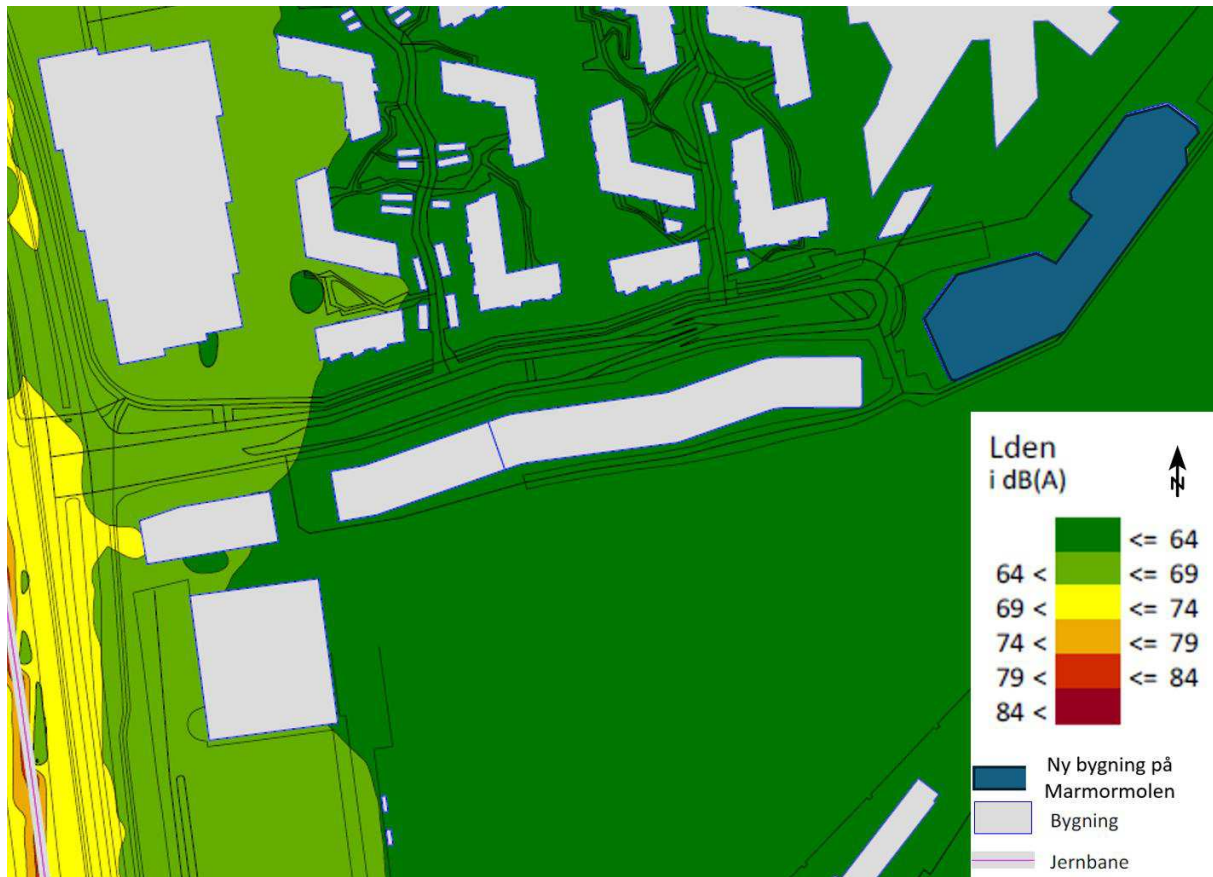 Lden
i dB(A)
N
<= 64
64 < <= 69
69 < <= 74
74 < <= 79
79 < <= 84
84 <
Ny bygning på
Marmormolen
Bygning
Jernbane